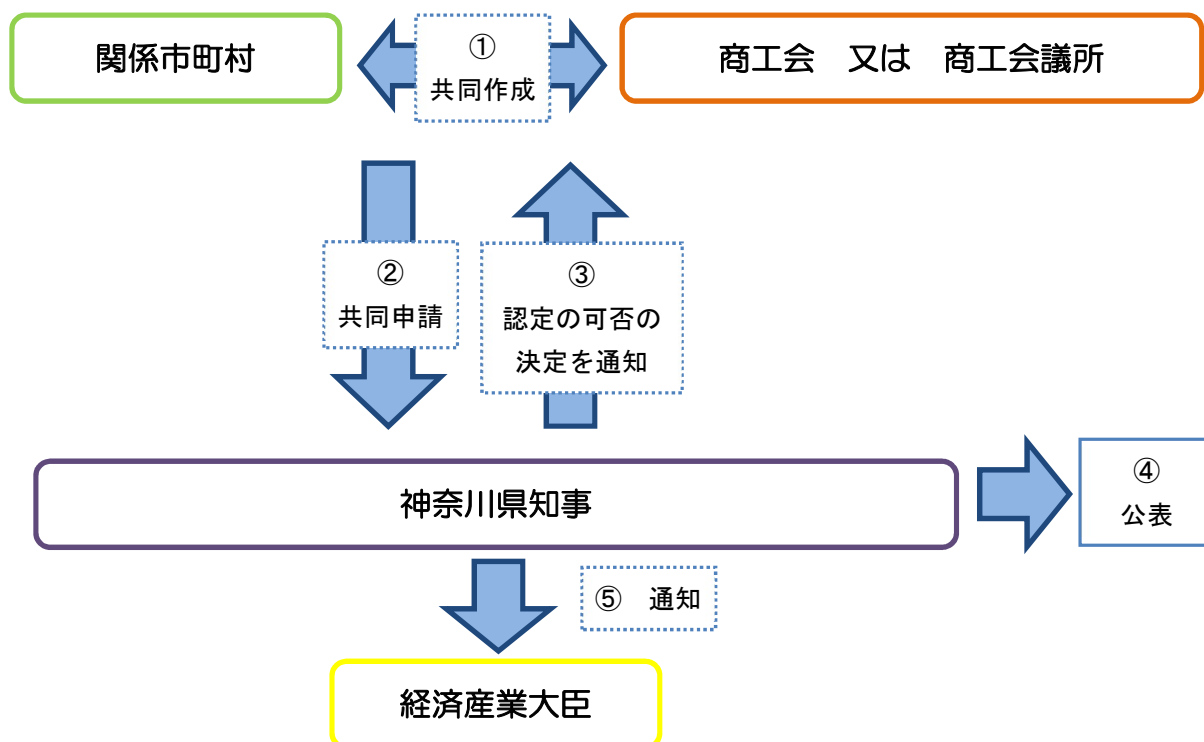 関係市町村
①
共同作成
商工会　又は　商工会議所
②
共同申請
③
認定の可否の
決定を通知
神奈川県知事
④
公表
⑤　通知
経済産業大臣